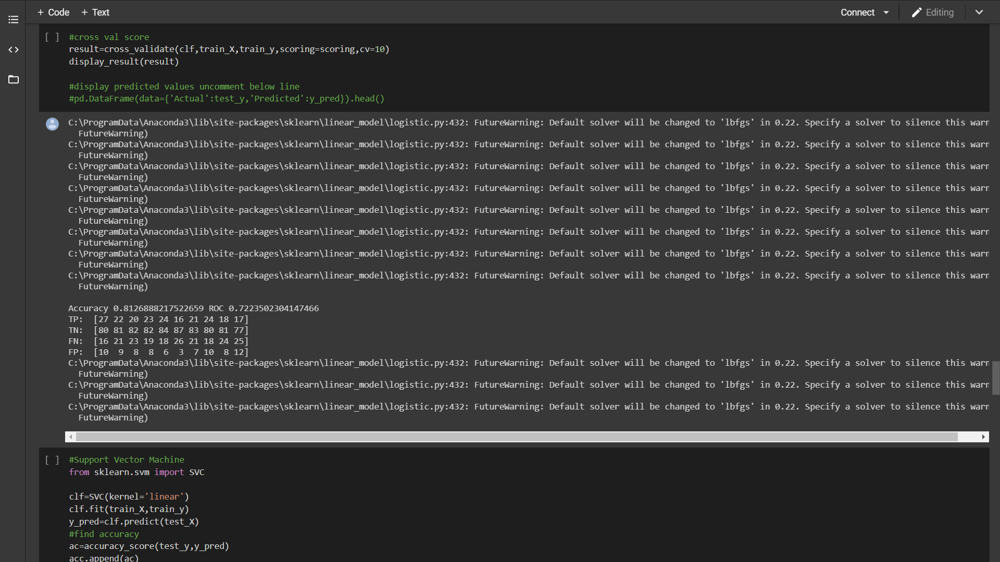 + Code + Text Connect Editing
[ ] #cross val score
result=cross_validate(clf,train_X,train_y,scoring=scoring,cv=10)
display_result(result)
#display predicted values uncomment below line
#pd.DataFrame(data={'Actual':test_y,'Predicted':y_pred}).head()
C:\ProgramData\Anaconda3\lib\site-packages\sklearn\linear_model\logistic.py:432: FutureWarning: Default solver will be changed to 'lbfgs' in 0.22. Specify a solver to silence this warn
FutureWarning)
C:\ProgramData\Anaconda3\lib\site-packages\sklearn\linear_model\logistic.py:432: FutureWarning: Default solver will be changed to 'lbfgs' in 0.22. Specify a solver to silence this warn
FutureWarning)
C:\ProgramData\Anaconda3\lib\site-packages\sklearn\linear_model\logistic.py:432: FutureWarning: Default solver will be changed to 'lbfgs' in 0.22. Specify a solver to silence this warn
FutureWarning)
C:\ProgramData\Anaconda3\lib\site-packages\sklearn\linear_model\logistic.py:432: FutureWarning: Default solver will be changed to 'lbfgs' in 0.22. Specify a solver to silence this warn
FutureWarning)
C:\ProgramData\Anaconda3\lib\site-packages\sklearn\linear_model\logistic.py:432: FutureWarning: Default solver will be changed to 'lbfgs' in 0.22. Specify a solver to silence this warn
FutureWarning)
C:\ProgramData\Anaconda3\lib\site-packages\sklearn\linear_model\logistic.py:432: FutureWarning: Default solver will be changed to 'lbfgs' in 0.22. Specify a solver to silence this warn
FutureWarning)
C:\ProgramData\Anaconda3\lib\site-packages\sklearn\linear_model\logistic.py:432: FutureWarning: Default solver will be changed to 'lbfgs' in 0.22. Specify a solver to silence this warn
FutureWarning)
C:\ProgramData\Anaconda3\lib\site-packages\sklearn\linear_model\logistic.py:432: FutureWarning: Default solver will be changed to 'lbfgs' in 0.22. Specify a solver to silence this warn
FutureWarning)
Accuracy 0.8126888217522659 ROC 0.7223502304147466
TP:  [27 22 20 23 24 16 21 24 18 17]
TN:  [80 81 82 82 84 87 83 80 81 77]
FN:  [16 21 23 19 18 26 21 18 24 25]
FP:  [10  9  8  8  6  3  7 10  8 12]
C:\ProgramData\Anaconda3\lib\site-packages\sklearn\linear_model\logistic.py:432: FutureWarning: Default solver will be changed to 'lbfgs' in 0.22. Specify a solver to silence this warn
FutureWarning)
C:\ProgramData\Anaconda3\lib\site-packages\sklearn\linear_model\logistic.py:432: FutureWarning: Default solver will be changed to 'lbfgs' in 0.22. Specify a solver to silence this warn
FutureWarning)
C:\ProgramData\Anaconda3\lib\site-packages\sklearn\linear_model\logistic.py:432: FutureWarning: Default solver will be changed to 'lbfgs' in 0.22. Specify a solver to silence this warn
FutureWarning)
[ ] #Support Vector Machine
from sklearn.svm import SVC
clf=SVC(kernel='linear')
clf.fit(train_X,train_y)
y_pred=clf.predict(test_X)
#find accuracy
ac=accuracy_score(test_y,y_pred)
acc.append(ac)